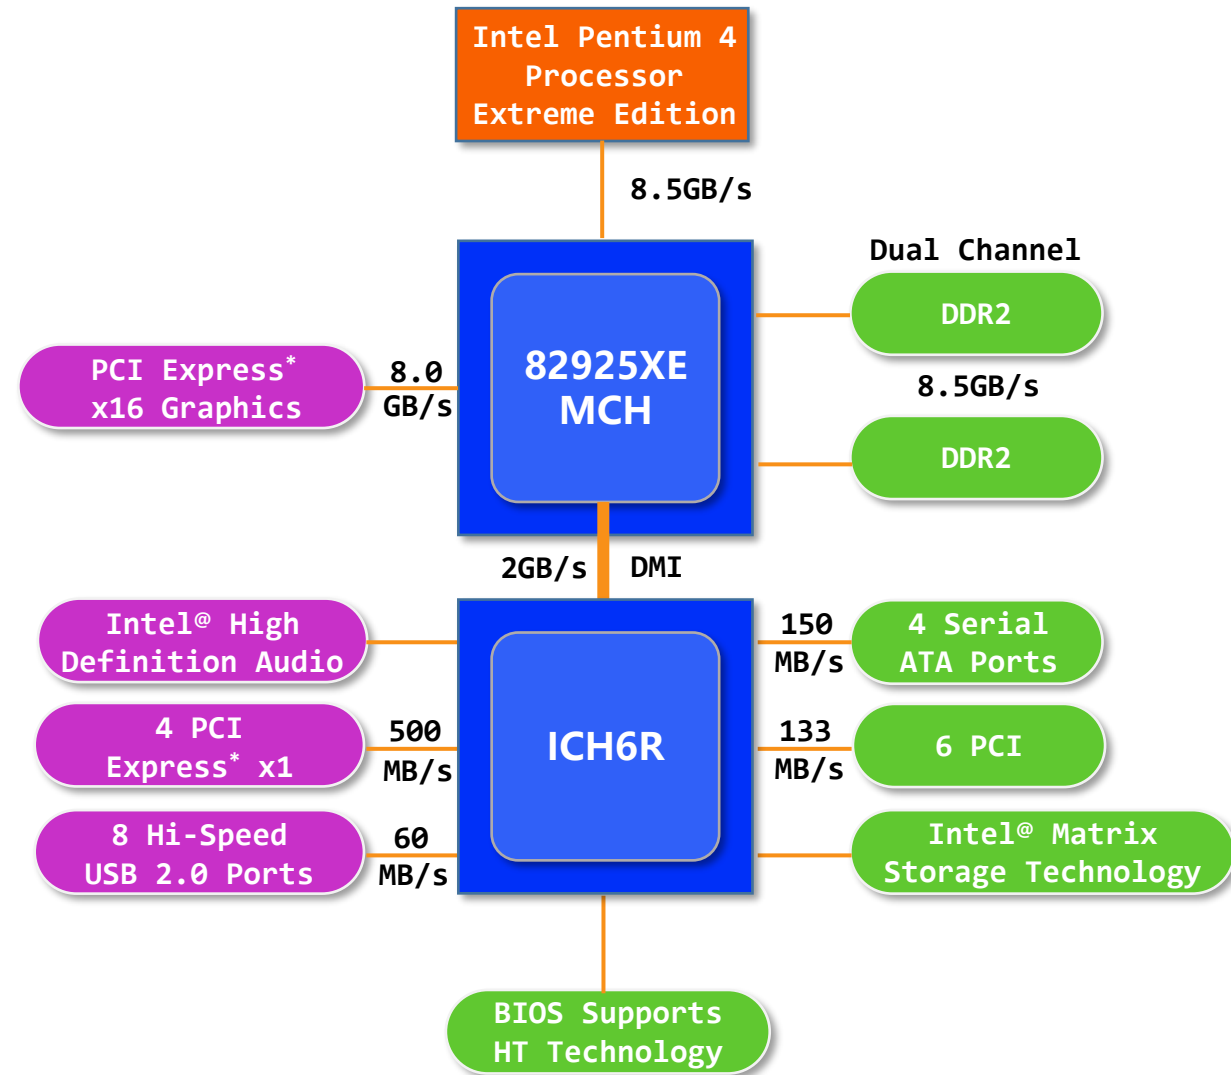 Intel Pentium 4
Processor
Extreme Edition
8.5GB/s
Dual Channel
DDR2
82925XE
MCH
PCI Express*
x16 Graphics
8.0
GB/s
8.5GB/s
DDR2
2GB/s
DMI
Intel@ High
Definition Audio
150
MB/s
4 Serial
ATA Ports
4 PCI
Express* x1
500
MB/s
ICH6R
133
MB/s
6 PCI
8 Hi-Speed
USB 2.0 Ports
60
MB/s
Intel@ Matrix
Storage Technology
BIOS Supports
HT Technology